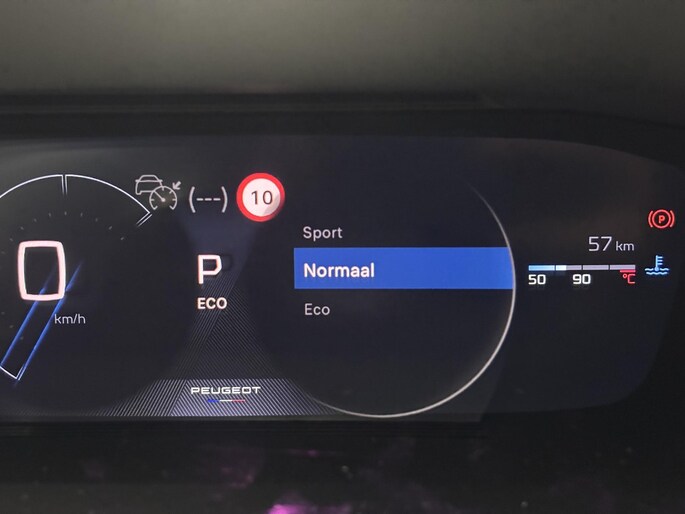 (---) 10
Sport
57 km
0
P
Normaal
50 90 °C
ECO
km/h
Eco
PEUGEOT
P